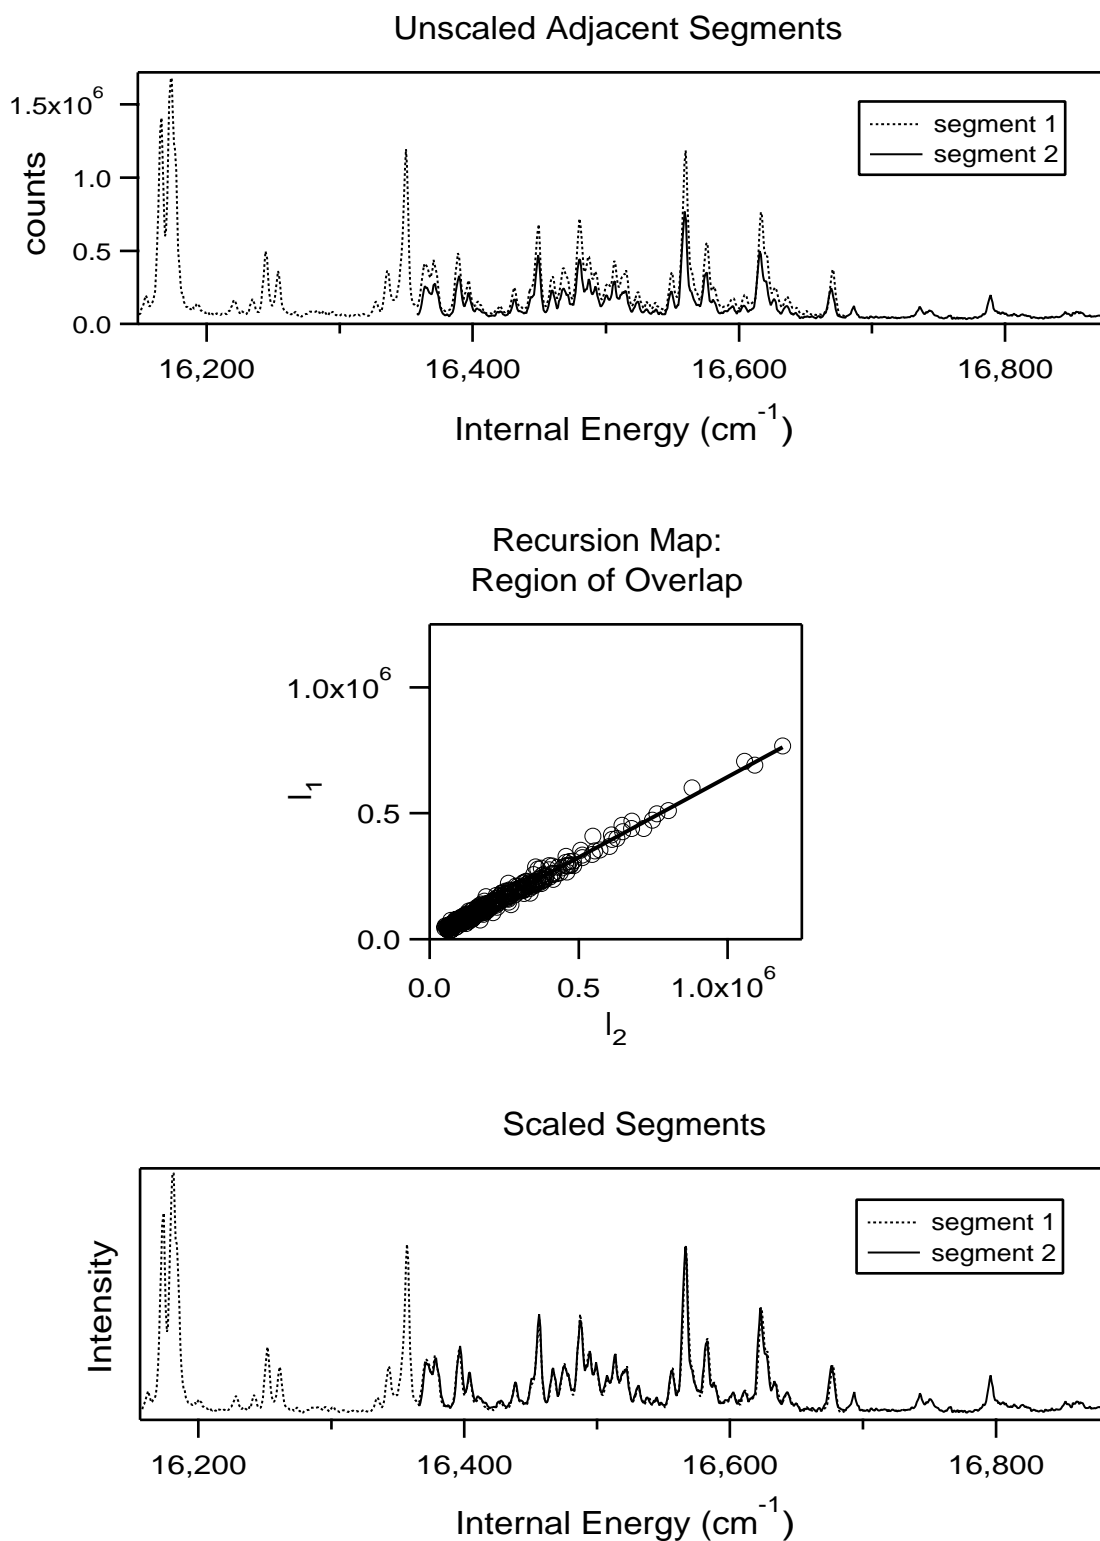 Unscaled Adjacent Segments
1.5x10^6
1.0
0.5
0.0
counts
segment 1
segment 2
16,200
16,400
16,600
16,800
Internal Energy (cm^-1)
Recursion Map:
Region of Overlap
1.0x10^6
0.5
0.0
I_1
0.0
0.5
1.0x10^6
I_2
Scaled Segments
Intensity
segment 1
segment 2
16,200
16,400
16,600
16,800
Internal Energy (cm^-1)